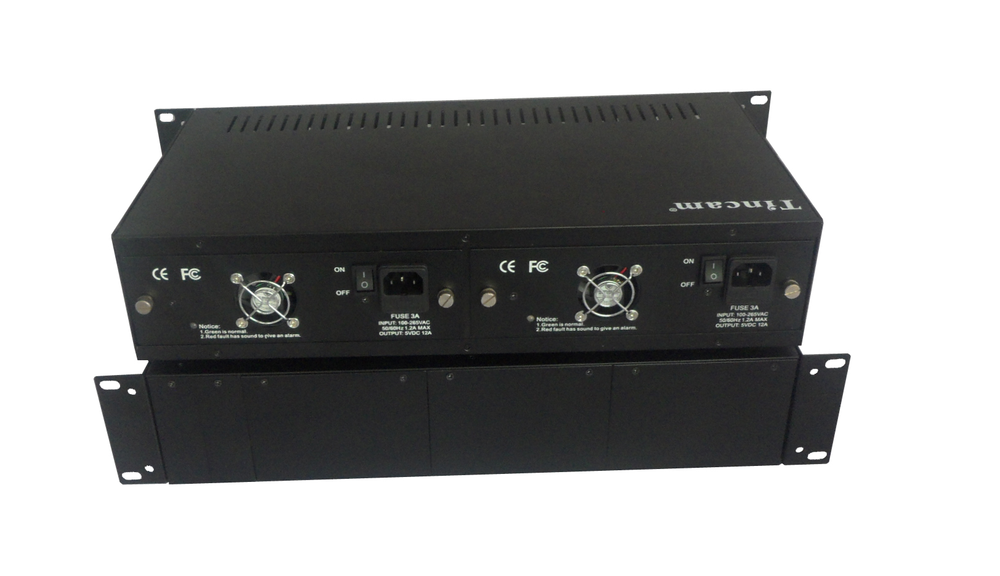 Tincam®
CE FC
ON
OFF
FUSE 3A
INPUT: 100-265VAC
50/60Hz 1.2A MAX
OUTPUT: 5VDC 12A
Notice:
1.Green is normal.
2.Red fault has sound to give an alarm.
CE FC
ON
OFF
FUSE 3A
INPUT: 100-265VAC
50/60Hz 1.2A MAX
OUTPUT: 5VDC 12A
Notice:
1.Green is normal.
2.Red fault has sound to give an alarm.